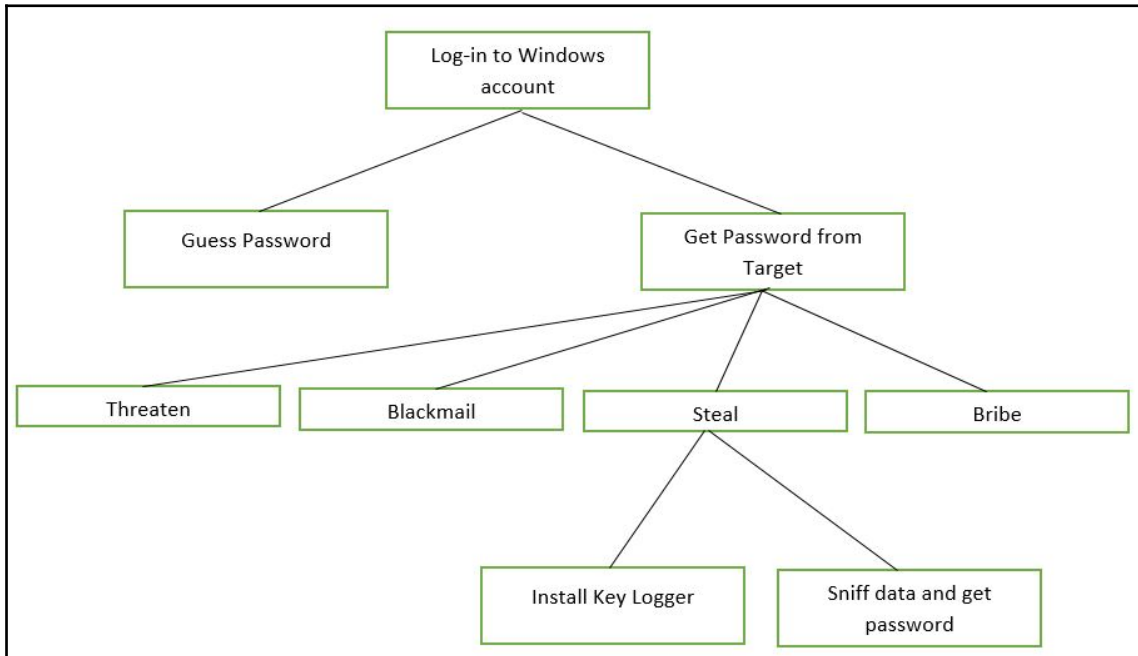 Log-in to Windows
account
Guess Password
Get Password from
Target
Threaten
Blackmail
Steal
Bribe
Install Key Logger
Sniff data and get
password